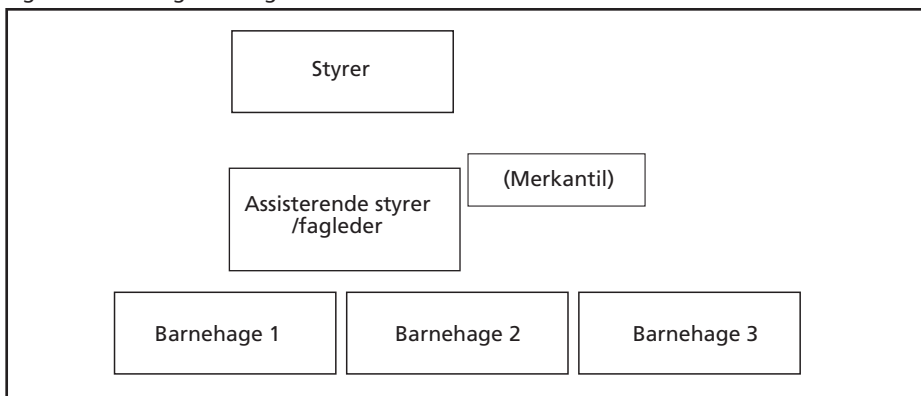 Styrer
(Merkantil)
Assisterende styrer
/fagleder
Barnehage 1
Barnehage 2
Barnehage 3